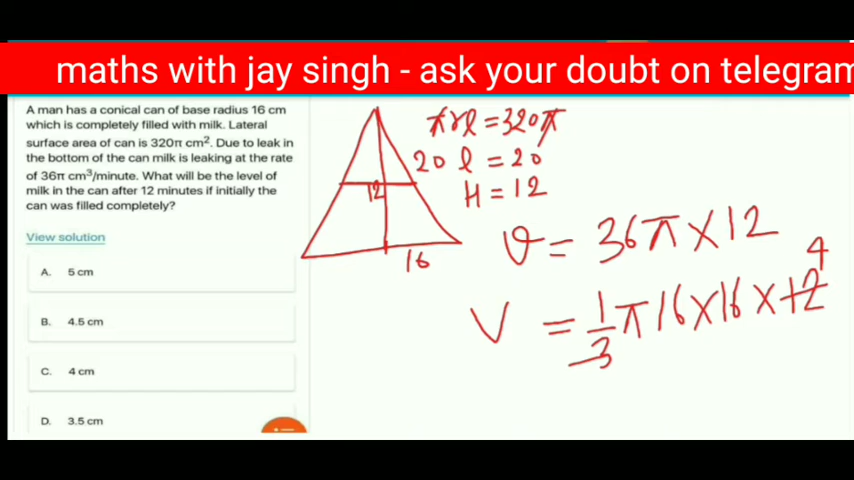 maths with jay singh - ask your doubt on telegram
A man has a conical can of base radius 16 cm
which is completely filled with milk. Lateral
surface area of can is 320π cm². Due to leak in
the bottom of the can milk is leaking at the rate
of 36π cm³/minute. What will be the level of
milk in the can after 12 minutes if initially the
can was filled completely?
View solution
A. 5 cm
B. 4.5 cm
C. 4 cm
D. 3.5 cm
πrl = 320π
20 l = 20
12 H = 12
16
v = 36π × 12
4
V = 1/3 π 16 × 16 × 12